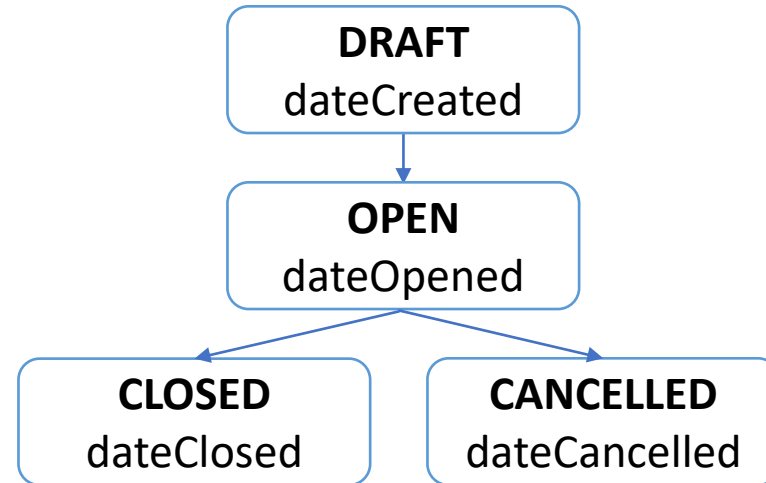 DRAFT
dateCreated
OPEN
dateOpened
CLOSED
dateClosed
CANCELLED
dateCancelled